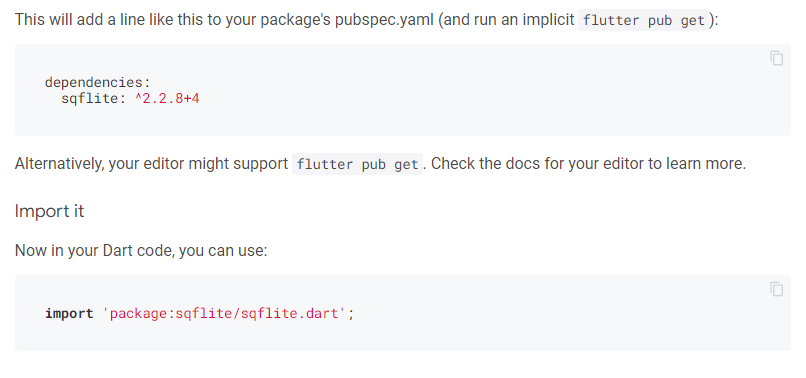 This will add a line like this to your package's pubspec.yaml (and run an implicit flutter pub get):
dependencies:
  sqflite: ^2.2.8+4
Alternatively, your editor might support flutter pub get. Check the docs for your editor to learn more.
Import it
Now in your Dart code, you can use:
import 'package:sqflite/sqflite.dart';